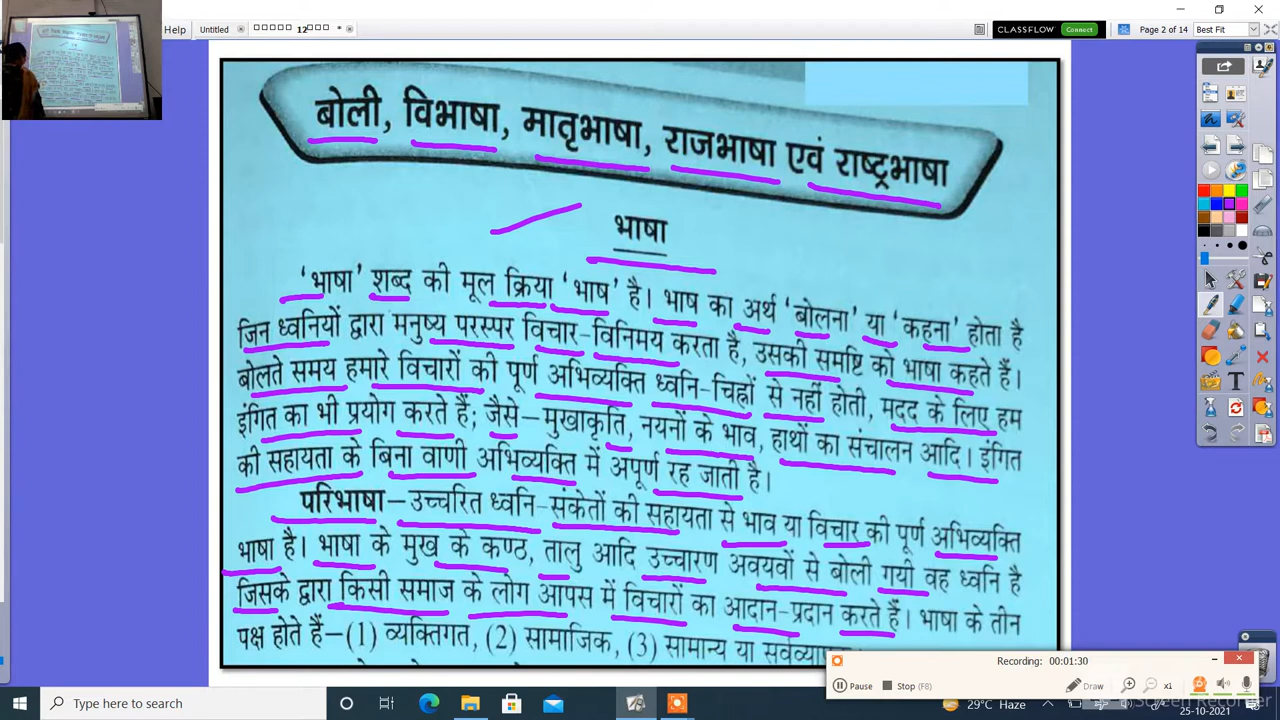 Help
Untitled
12
*
CLASSFLOW
Connect
Page 2 of 14
Best Fit
बोली, विभाषा, मातृभाषा, राजभाषा एवं राष्ट्रभाषा
भाषा
'भाषा' शब्द की मूल क्रिया 'भाष' है। भाष का अर्थ 'बोलना' या 'कहना' होता है
जिन ध्वनियों द्वारा मनुष्य परस्पर विचार-विनिमय करता है, उसकी समष्टि को भाषा कहते हैं।
बोलते समय हमारे विचारों की पूर्ण अभिव्यक्ति ध्वनि-चिह्नों से नहीं होती, मदद के लिए हम
इंगित का भी प्रयोग करते हैं; जैसे—मुखाकृति, नयनों के भाव, हाथों का संचालन आदि। इंगित
की सहायता के बिना वाणी अभिव्यक्ति में अपूर्ण रह जाती है।
परिभाषा—उच्चरित ध्वनि-संकेतों की सहायता से भाव या विचार की पूर्ण अभिव्यक्ति
भाषा है। भाषा के मुख के कण्ठ, तालु आदि उच्चारण अवयवों से बोली गयी वह ध्वनि है
जिसके द्वारा किसी समाज के लोग आपस में विचारों का आदान-प्रदान करते हैं। भाषा के तीन
पक्ष होते हैं—(1) व्यक्तिगत, (2) सामाजिक, (3) सामान्य या
Recording: 00:01:30
Pause
Stop (F8)
Draw
x1
Type here to search
29°C Haze
25-10-2021